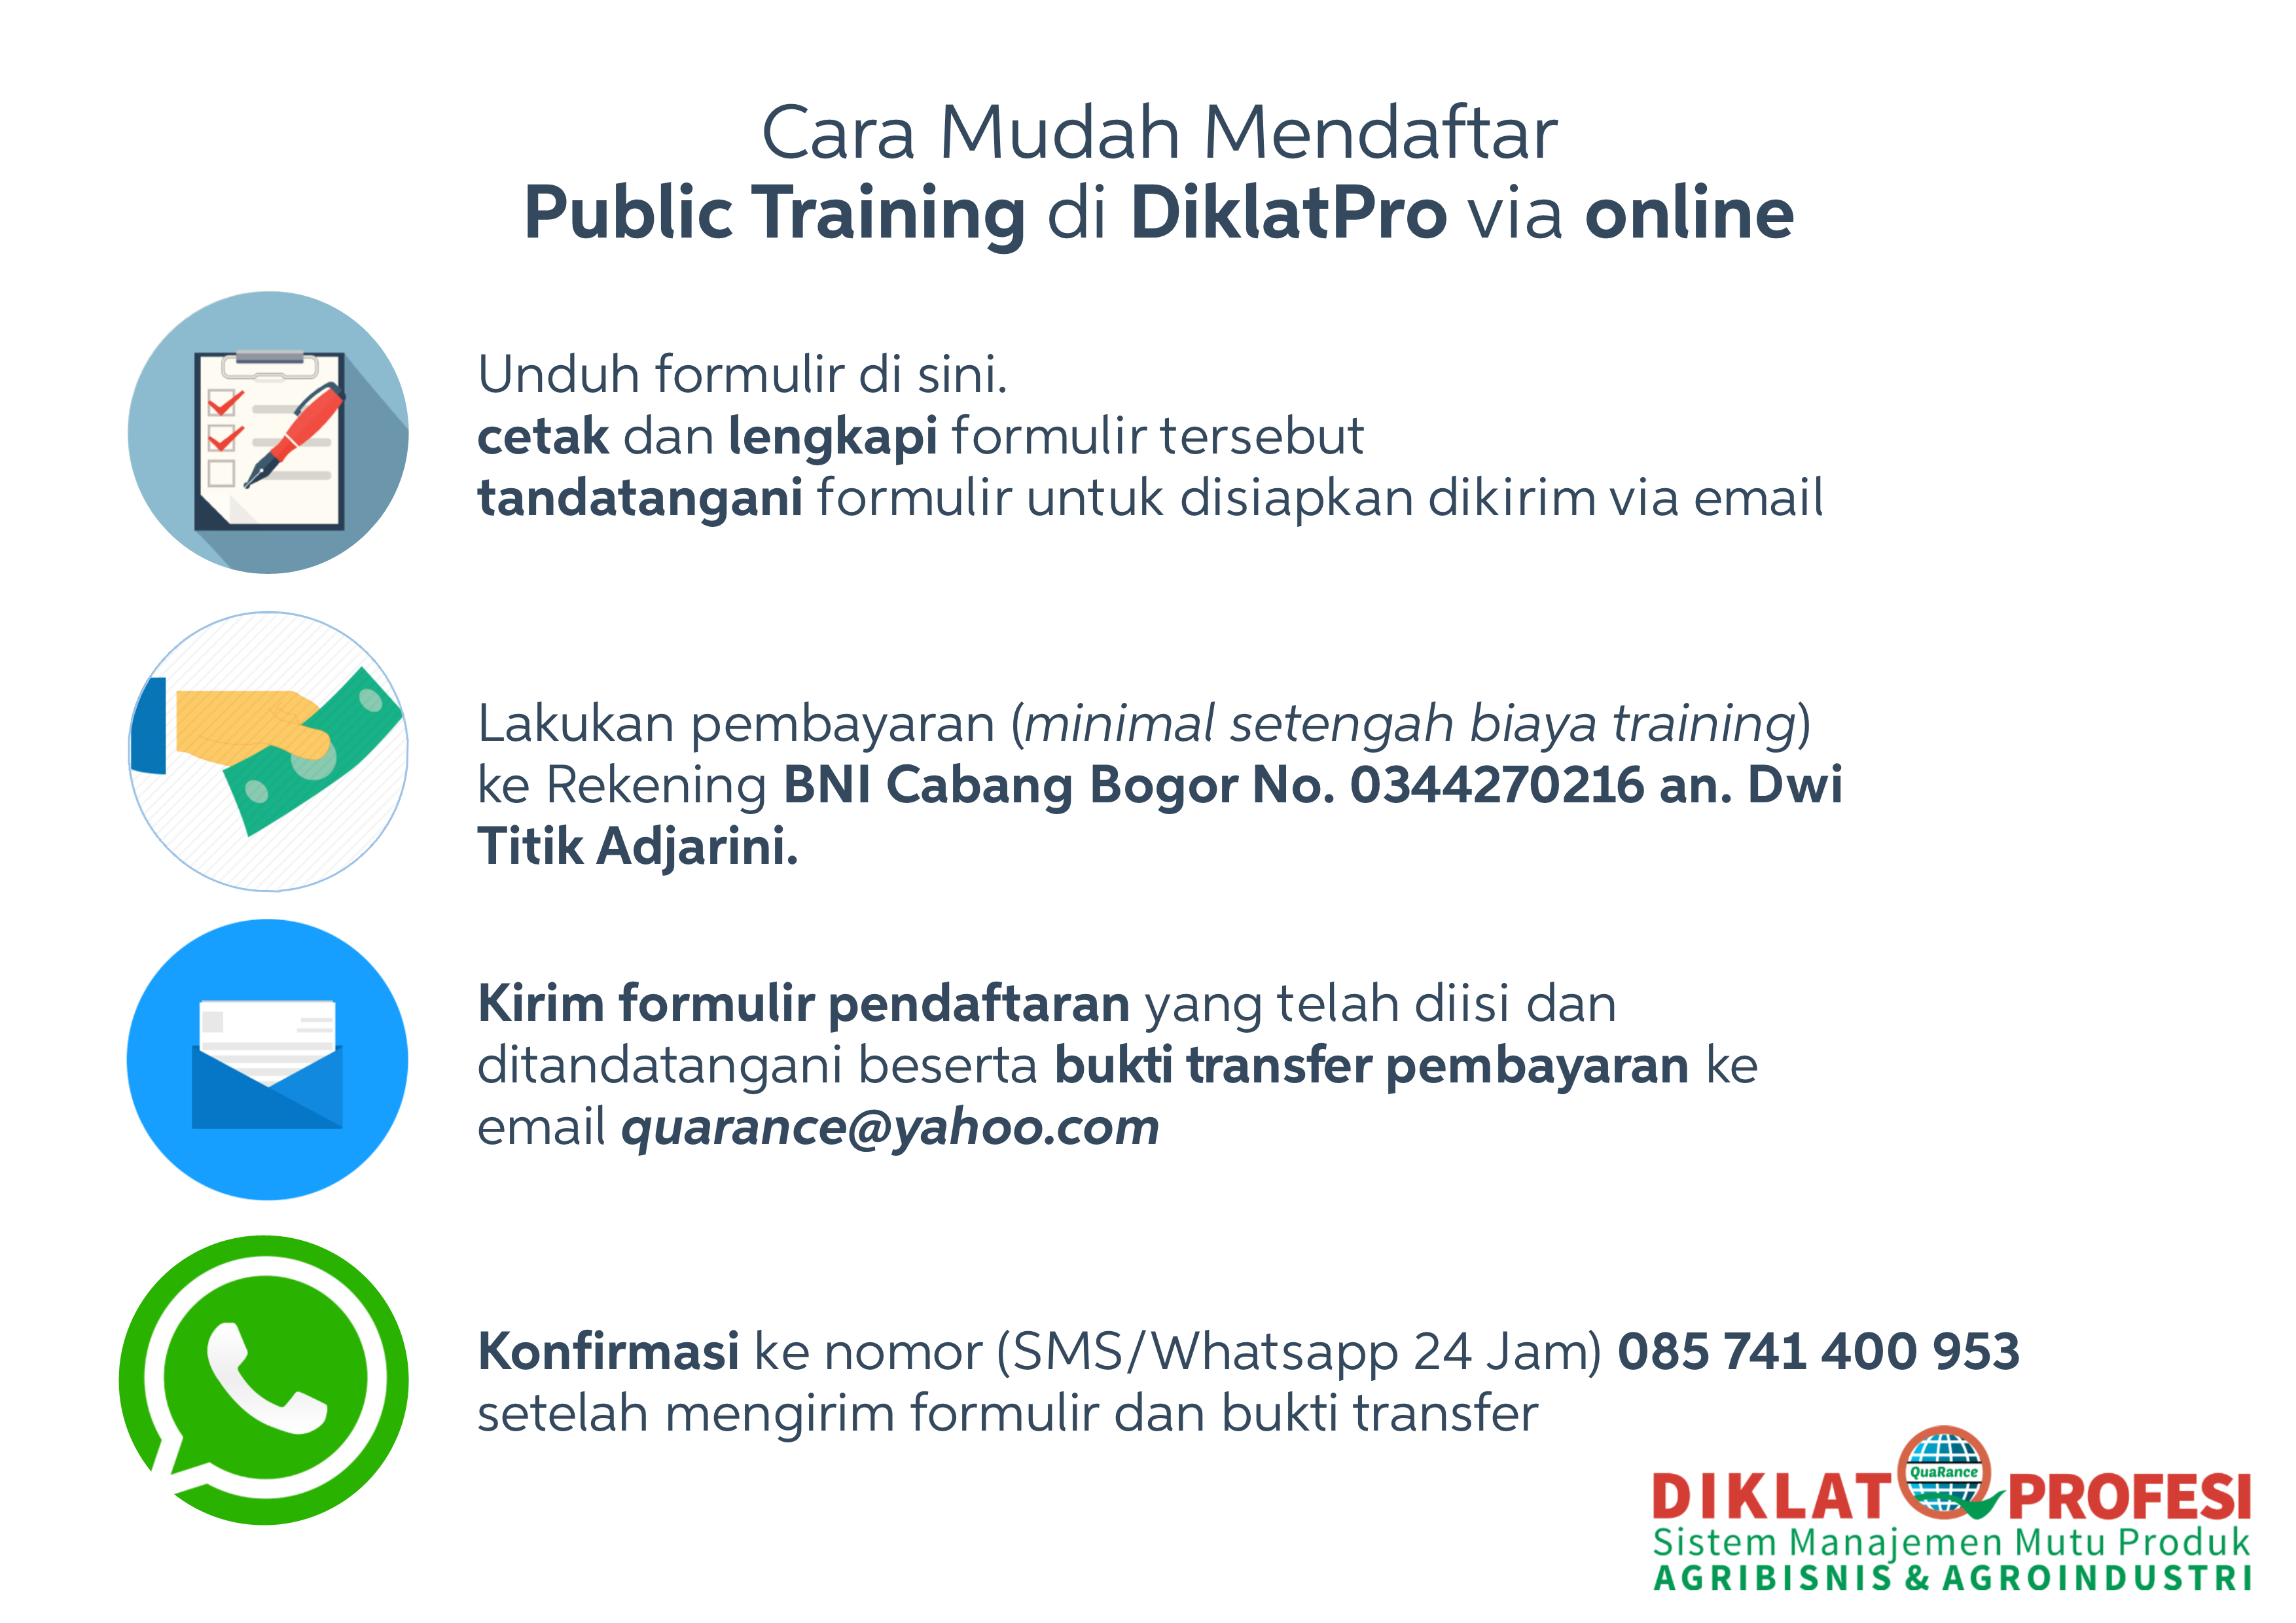 Cara Mudah Mendaftar
Public Training di DiklatPro via online
Unduh formulir di sini.
cetak dan lengkapi formulir tersebut
tandatangani formulir untuk disiapkan dikirim via email
Lakukan pembayaran (minimal setengah biaya training)
ke Rekening BNI Cabang Bogor No. 0344270216 an. Dwi
Titik Adjarini.
Kirim formulir pendaftaran yang telah diisi dan
ditandatangani beserta bukti transfer pembayaran ke
email quarance@yahoo.com
Konfirmasi ke nomor (SMS/Whatsapp 24 Jam) 085 741 400 953
setelah mengirim formulir dan bukti transfer
DIKLAT QuaRance PROFESI
Sistem Manajemen Mutu Produk
AGRIBISNIS & AGROINDUSTRI